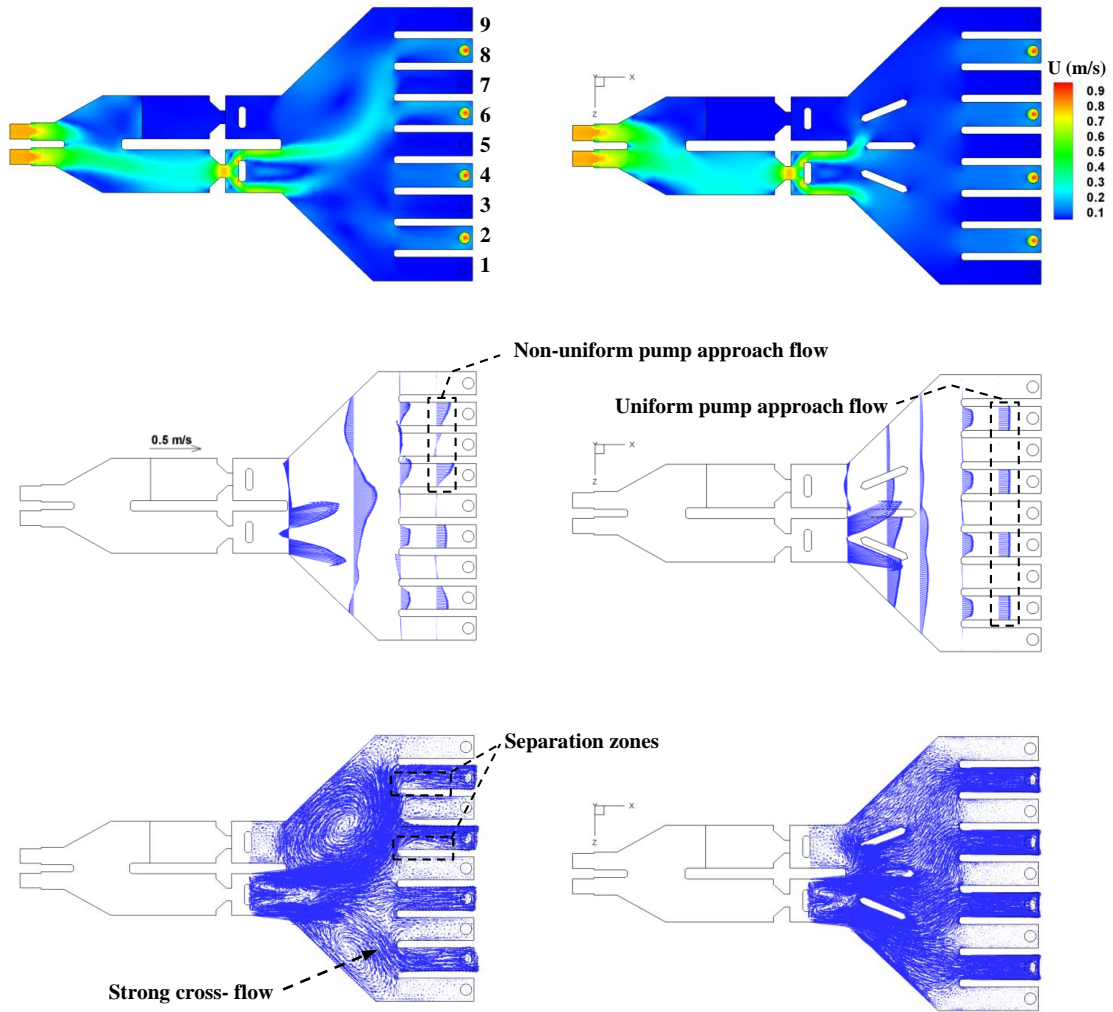 9
8
7
6
5
4
3
2
1
Y
X
Z
U (m/s)
0.9
0.8
0.7
0.6
0.5
0.4
0.3
0.2
0.1
Non-uniform pump approach flow
0.5 m/s
Uniform pump approach flow
Y
X
Z
Separation zones
Strong cross- flow
Y
X
Z